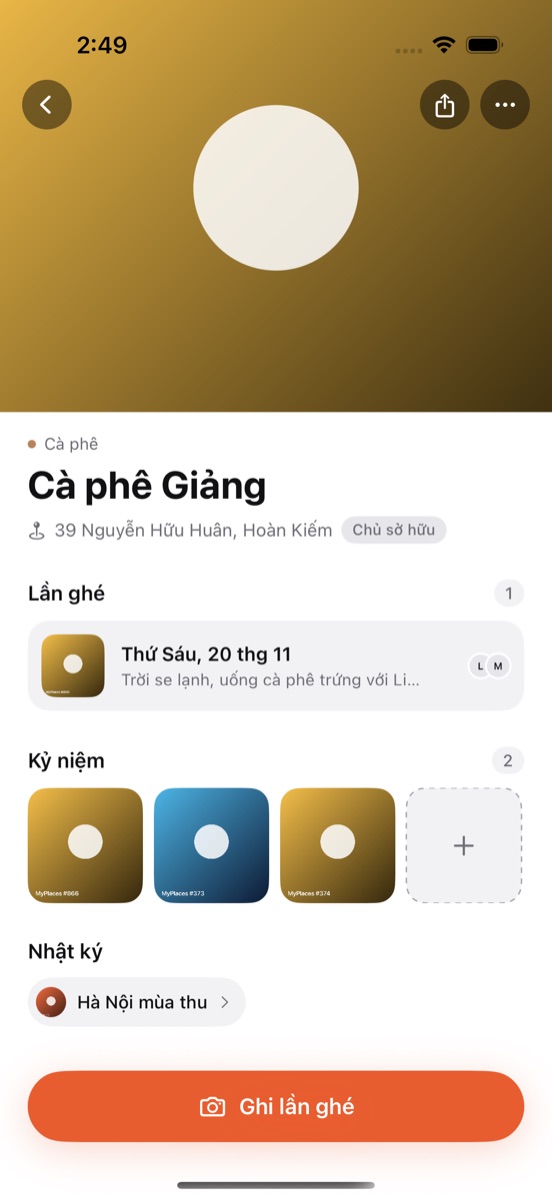 2:49
Cà phê
Cà phê Giảng
39 Nguyễn Hữu Huân, Hoàn Kiếm
Chủ sở hữu
Lần ghé
1
Thứ Sáu, 20 thg 11
Trời se lạnh, uống cà phê trứng với Li...
L M
Kỷ niệm
2
MyPlaces #866
MyPlaces #373
MyPlaces #374
Nhật ký
Hà Nội mùa thu
Ghi lần ghé